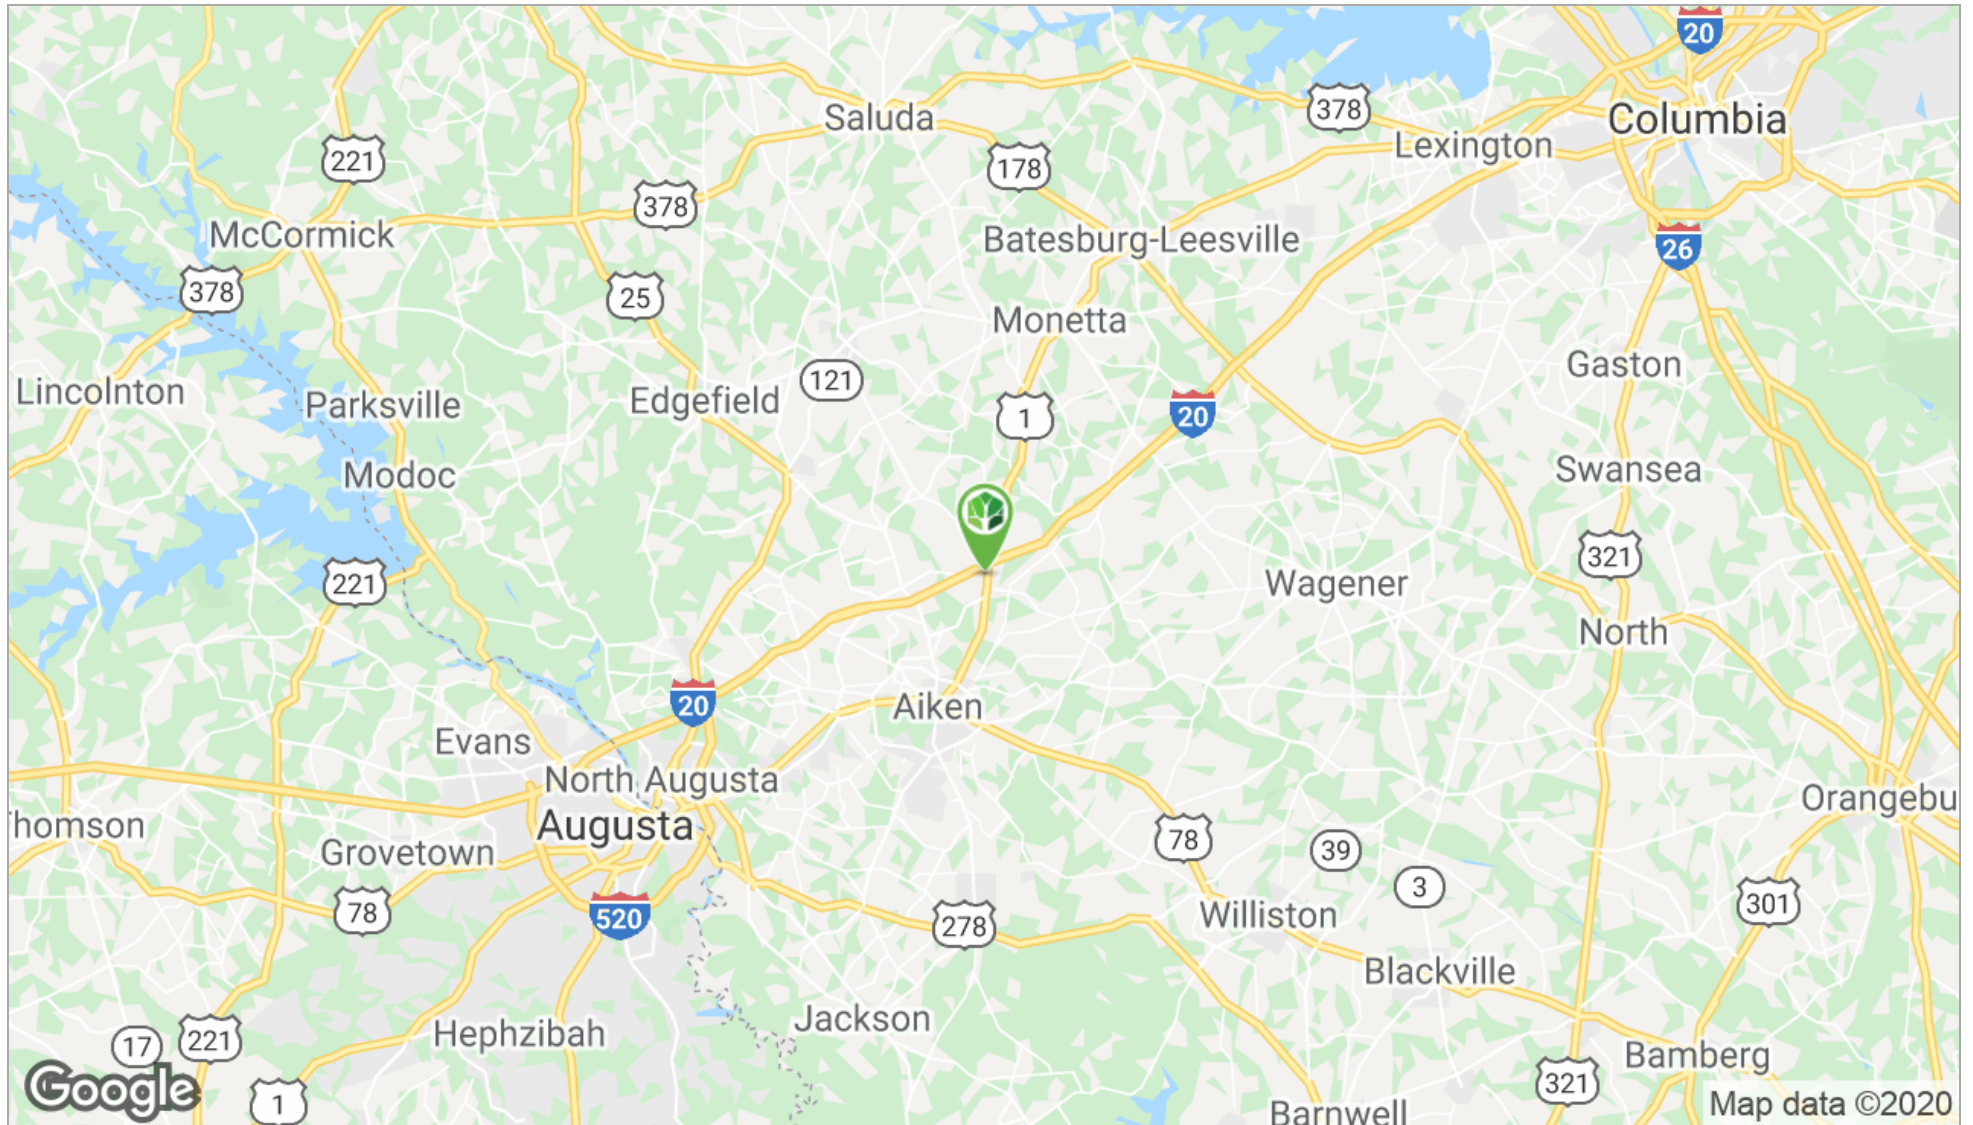 20
Saluda
378
Columbia
Lexington
221
178
378
McCormick
Batesburg-Leesville
26
378
25
Monetta
Gaston
Lincolnton
Parksville
Edgefield
121
1
20
Modoc
Swansea
221
321
Wagener
North
20
Aiken
Evans
North Augusta
Orangebu
homson
Augusta
Grovetown
78
39
3
78
520
278
Williston
301
Blackville
Jackson
Hephzibah
17
221
Bamberg
Google
1
321
Barnwell
Map data ©2020